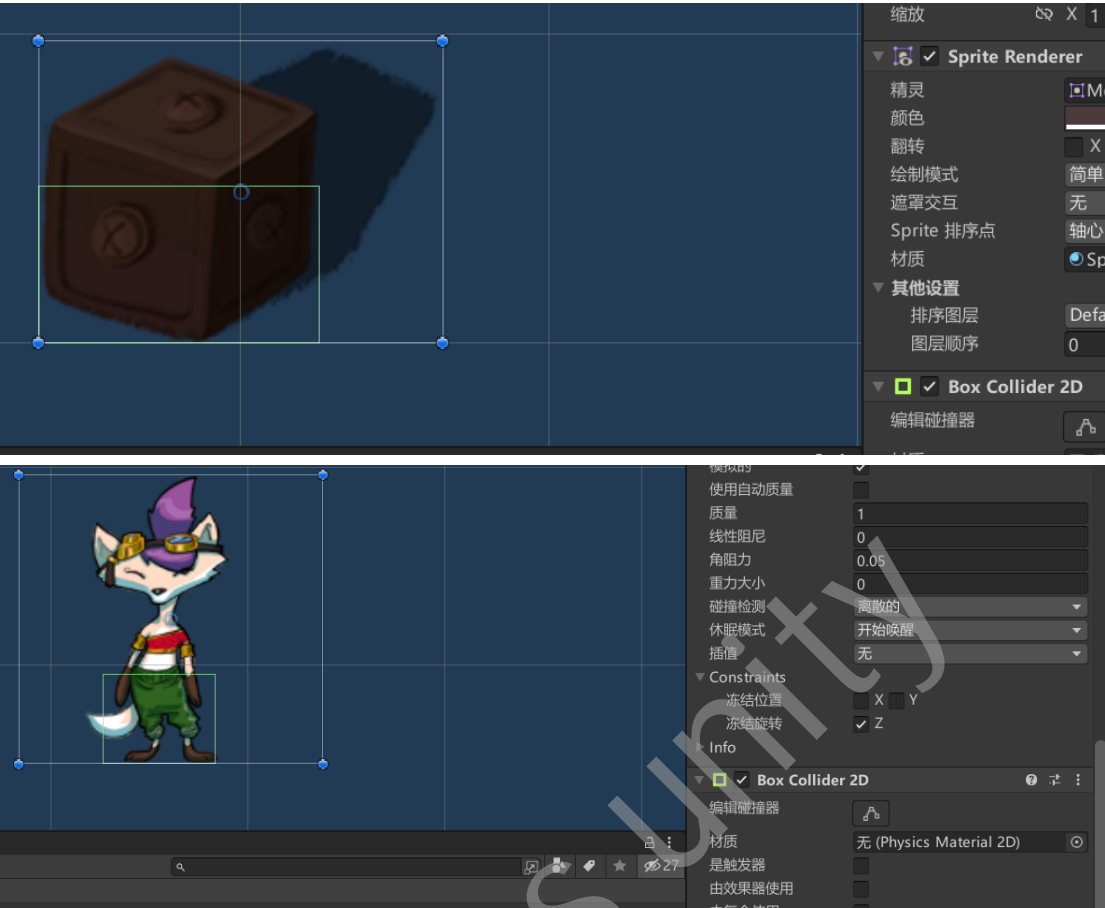 缩放 X 1
Sprite Renderer
精灵 M
颜色
翻转 X
绘制模式 简单
遮罩交互 无
Sprite 排序点 轴心
材质 Sp
其他设置
排序图层 Defa
图层顺序 0
Box Collider 2D
编辑碰撞器
模拟的
使用自动质量
质量 1
线性阻尼 0
角阻力 0.05
重力大小 0
碰撞检测 离散的
休眠模式 开始唤醒
插值 无
Constraints
冻结位置 X Y
冻结旋转 Z
Info
Box Collider 2D
编辑碰撞器
材质 无 (Physics Material 2D)
是触发器
由效果器使用
27
s unity